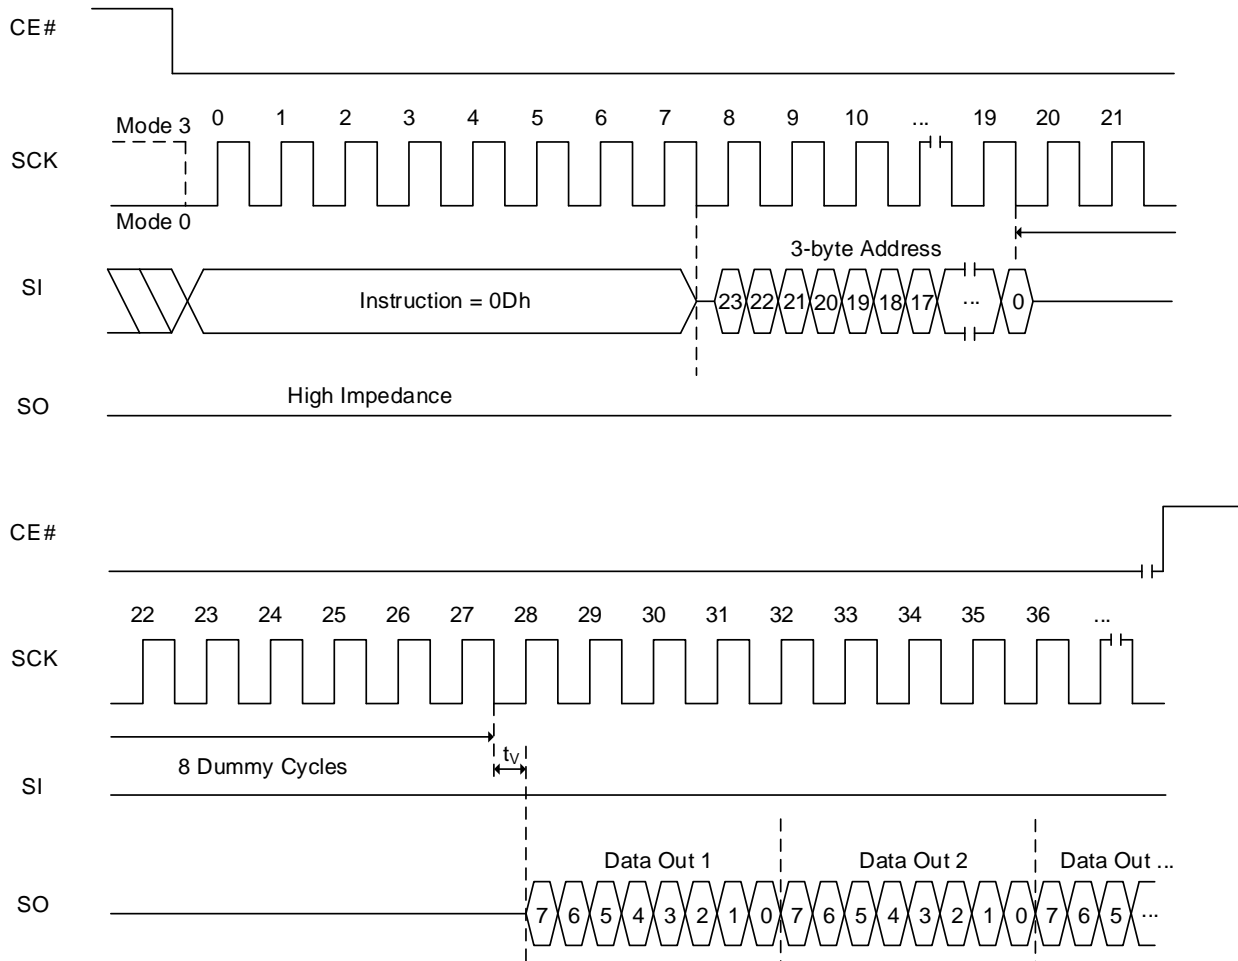 CE#
0 1 2 3 4 5 6 7 8 9 10 ... 19 20 21
Mode 3
SCK
Mode 0
3-byte Address
SI
Instruction = 0Dh
23 22 21 20 19 18 17 ... 0
High Impedance
SO
CE#
22 23 24 25 26 27 28 29 30 31 32 33 34 35 36 ...
SCK
tV
8 Dummy Cycles
SI
Data Out 1 Data Out 2 Data Out ...
SO
7 6 5 4 3 2 1 0 7 6 5 4 3 2 1 0 7 6 5 ...